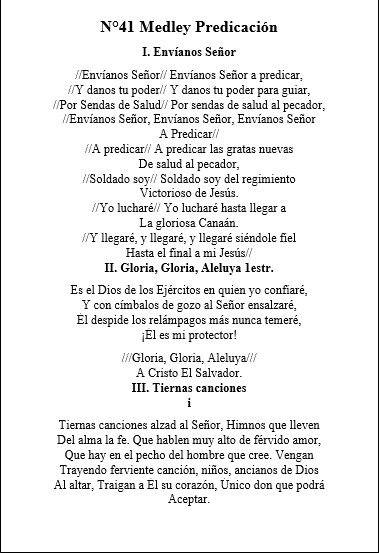 N°41 Medley Predicación
I. Envíanos Señor
//Envíanos Señor// Envíanos Señor a predicar,
//Y danos tu poder// Y danos tu poder para guiar,
//Por Sendas de Salud// Por sendas de salud al pecador,
//Envíanos Señor, Envíanos Señor, Envíanos Señor
A Predicar//
//A predicar// A predicar las gratas nuevas
De salud al pecador,
//Soldado soy// Soldado soy del regimiento
Victorioso de Jesús.
//Yo lucharé// Yo lucharé hasta llegar a
La gloriosa Canaán.
//Y llegaré, y llegaré, y llegaré siéndole fiel
Hasta el final a mi Jesús//
II. Gloria, Gloria, Aleluya 1estr.
Es el Dios de los Ejércitos en quien yo confiaré,
Y con címbalos de gozo al Señor ensalzaré,
Él despide los relámpagos más nunca temeré,
¡Él es mi protector!
///Gloria, Gloria, Aleluya///
A Cristo El Salvador.
III. Tiernas canciones
i
Tiernas canciones alzad al Señor, Himnos que lleven
Del alma la fe. Que hablen muy alto de férvido amor,
Que hay en el pecho del hombre que cree. Vengan
Trayendo ferviente canción, niños, ancianos de Dios
Al altar, Traigan a Él su corazón, Único don que podrá
Aceptar.